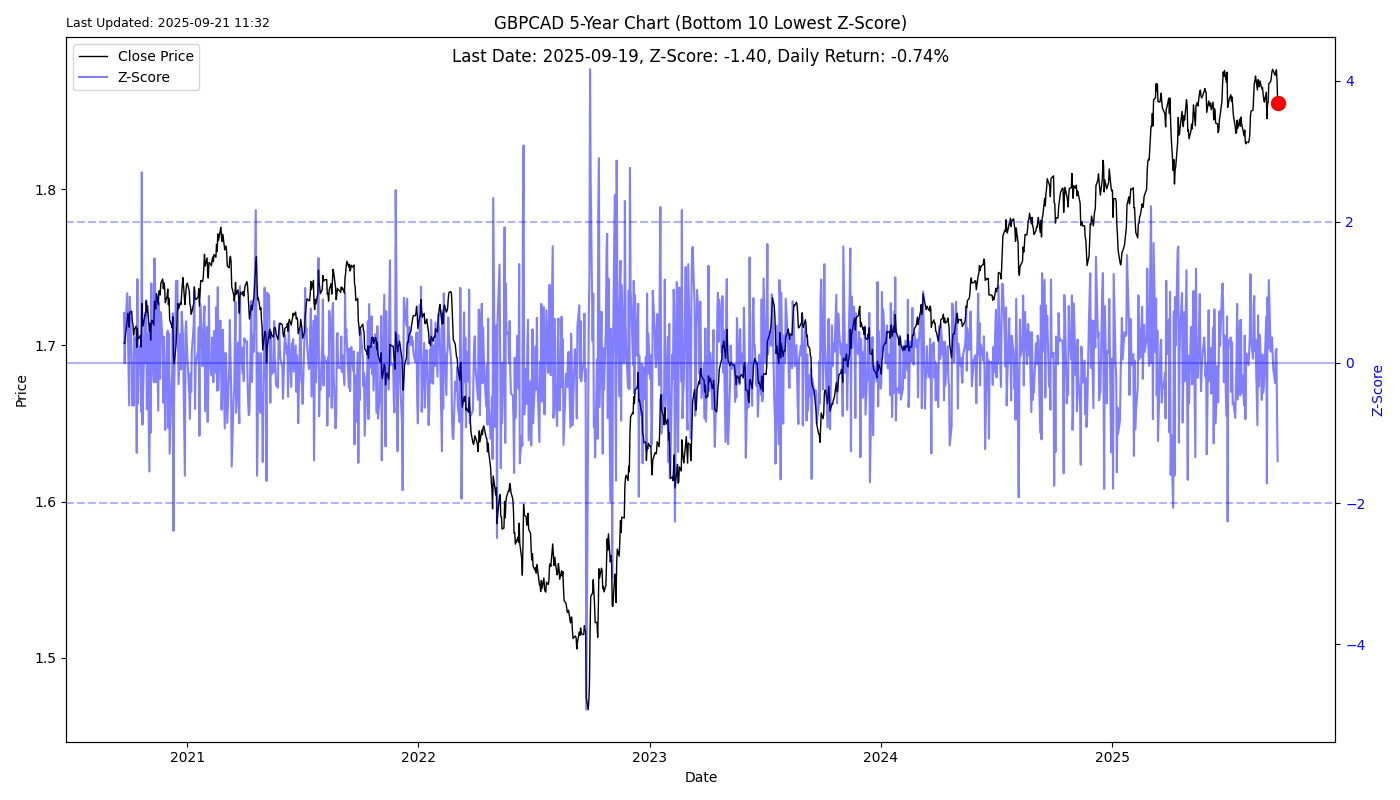 Last Updated: 2025-09-21 11:32
GBPCAD 5-Year Chart (Bottom 10 Lowest Z-Score)
Last Date: 2025-09-19, Z-Score: -1.40, Daily Return: -0.74%
Close Price
Z-Score
1.8
1.7
1.6
1.5
Price
4
2
0
−2
−4
Z-Score
2021
2022
2023
2024
2025
Date